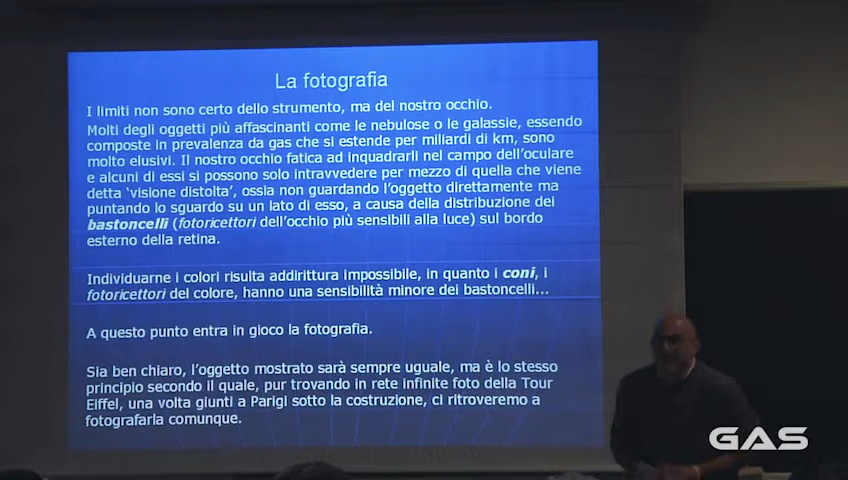 La fotografia
I limiti non sono certo dello strumento, ma del nostro occhio.
Molti degli oggetti più affascinanti come le nebulose o le galassie, essendo
composte in prevalenza da gas che si estende per miliardi di km, sono
molto elusivi. Il nostro occhio fatica ad inquadrarli nel campo dell'oculare
e alcuni di essi si possono solo intravvedere per mezzo di quella che viene
detta 'visione distolta', ossia non guardando l'oggetto direttamente ma
puntando lo sguardo su un lato di esso, a causa della distribuzione dei
bastoncelli (fotoricettori dell'occhio più sensibili alla luce) sul bordo
esterno della retina.
Individuarne i colori risulta addirittura impossibile, in quanto i coni, i
fotoricettori del colore, hanno una sensibilità minore dei bastoncelli...
A questo punto entra in gioco la fotografia.
Sia ben chiaro, l'oggetto mostrato sarà sempre uguale, ma è lo stesso
principio secondo il quale, pur trovando in rete infinite foto della Tour
Eiffel, una volta giunti a Parigi sotto la costruzione, ci ritroveremo a
fotografarla comunque.
GAS